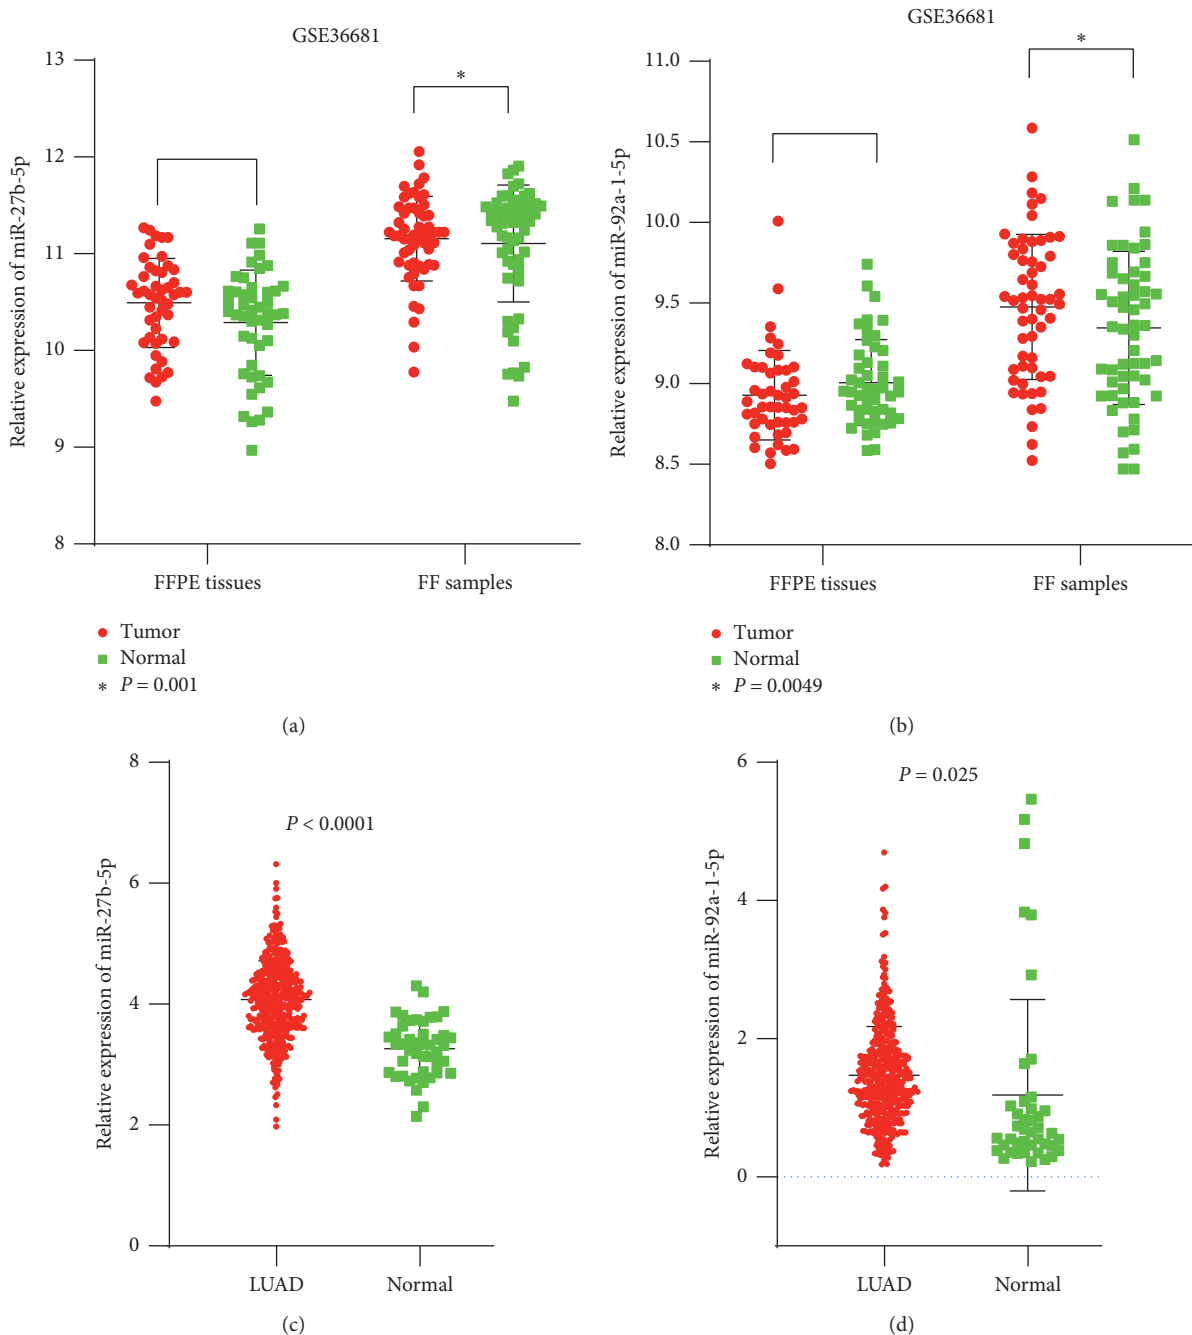 GSE36681
Relative expression of miR-27b-5p
13
12
11
10
9
8
*
FFPE tissues
FF samples
Tumor
Normal
* P = 0.001
(a)
GSE36681
Relative expression of miR-92a-1-5p
11.0
10.5
10.0
9.5
9.0
8.5
8.0
*
FFPE tissues
FF samples
Tumor
Normal
* P = 0.0049
(b)
Relative expression of miR-27b-5p
8
6
4
2
0
P < 0.0001
LUAD
Normal
(c)
Relative expression of miR-92a-1-5p
6
4
2
0
P = 0.025
LUAD
Normal
(d)